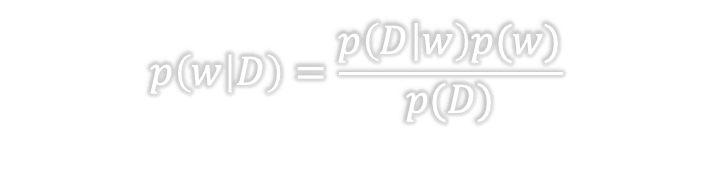 p(w|D) = p(D|w)p(w) / p(D)